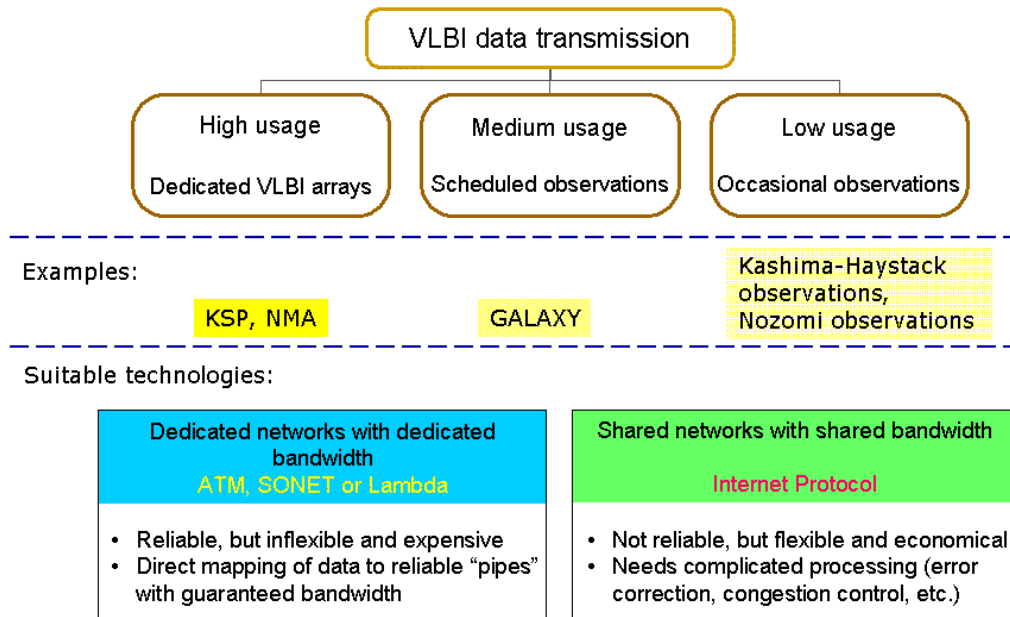 VLBI data transmission
High usage
Dedicated VLBI arrays
Medium usage
Scheduled observations
Low usage
Occasional observations
Examples:
KSP, NMA
GALAXY
Kashima-Haystack
observations,
Nozomi observations
Suitable technologies:
Dedicated networks with dedicated
bandwidth
ATM, SONET or Lambda
• Reliable, but inflexible and expensive
• Direct mapping of data to reliable “pipes”
with guaranteed bandwidth
Shared networks with shared bandwidth
Internet Protocol
• Not reliable, but flexible and economical
• Needs complicated processing (error
correction, congestion control, etc.)